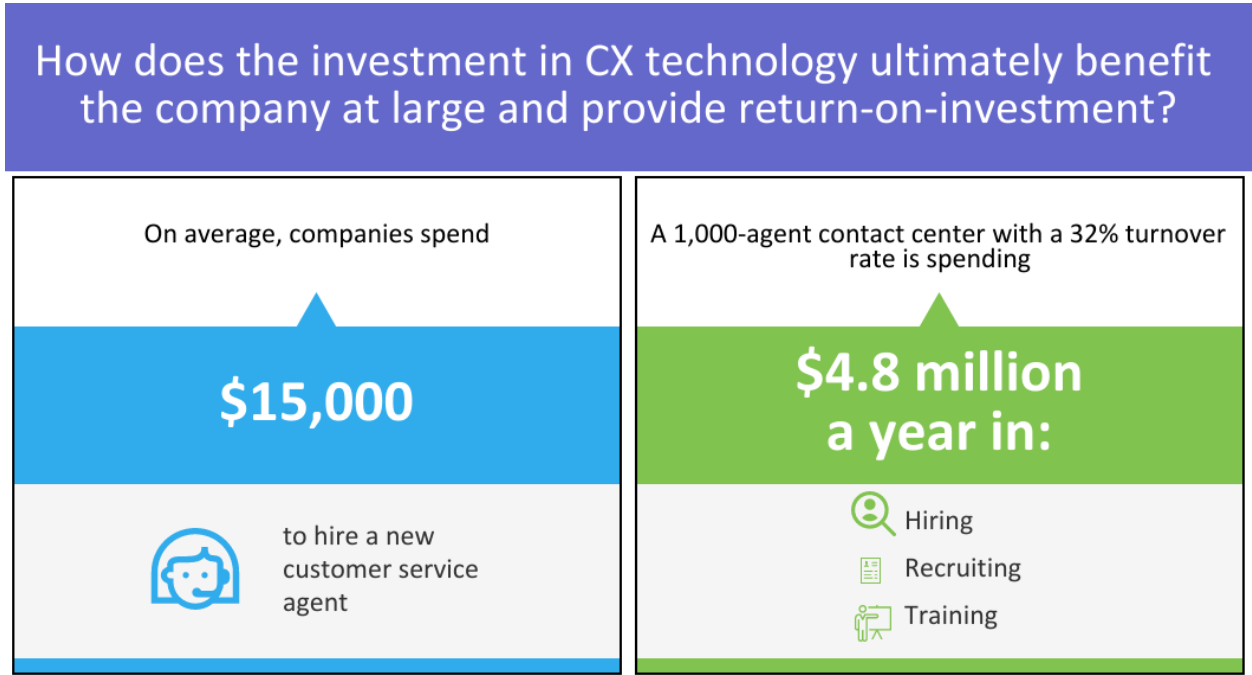 How does the investment in CX technology ultimately benefit
the company at large and provide return-on-investment?
On average, companies spend
$15,000
to hire a new
customer service
agent
A 1,000-agent contact center with a 32% turnover
rate is spending
$4.8 million
a year in:
Hiring
Recruiting
Training